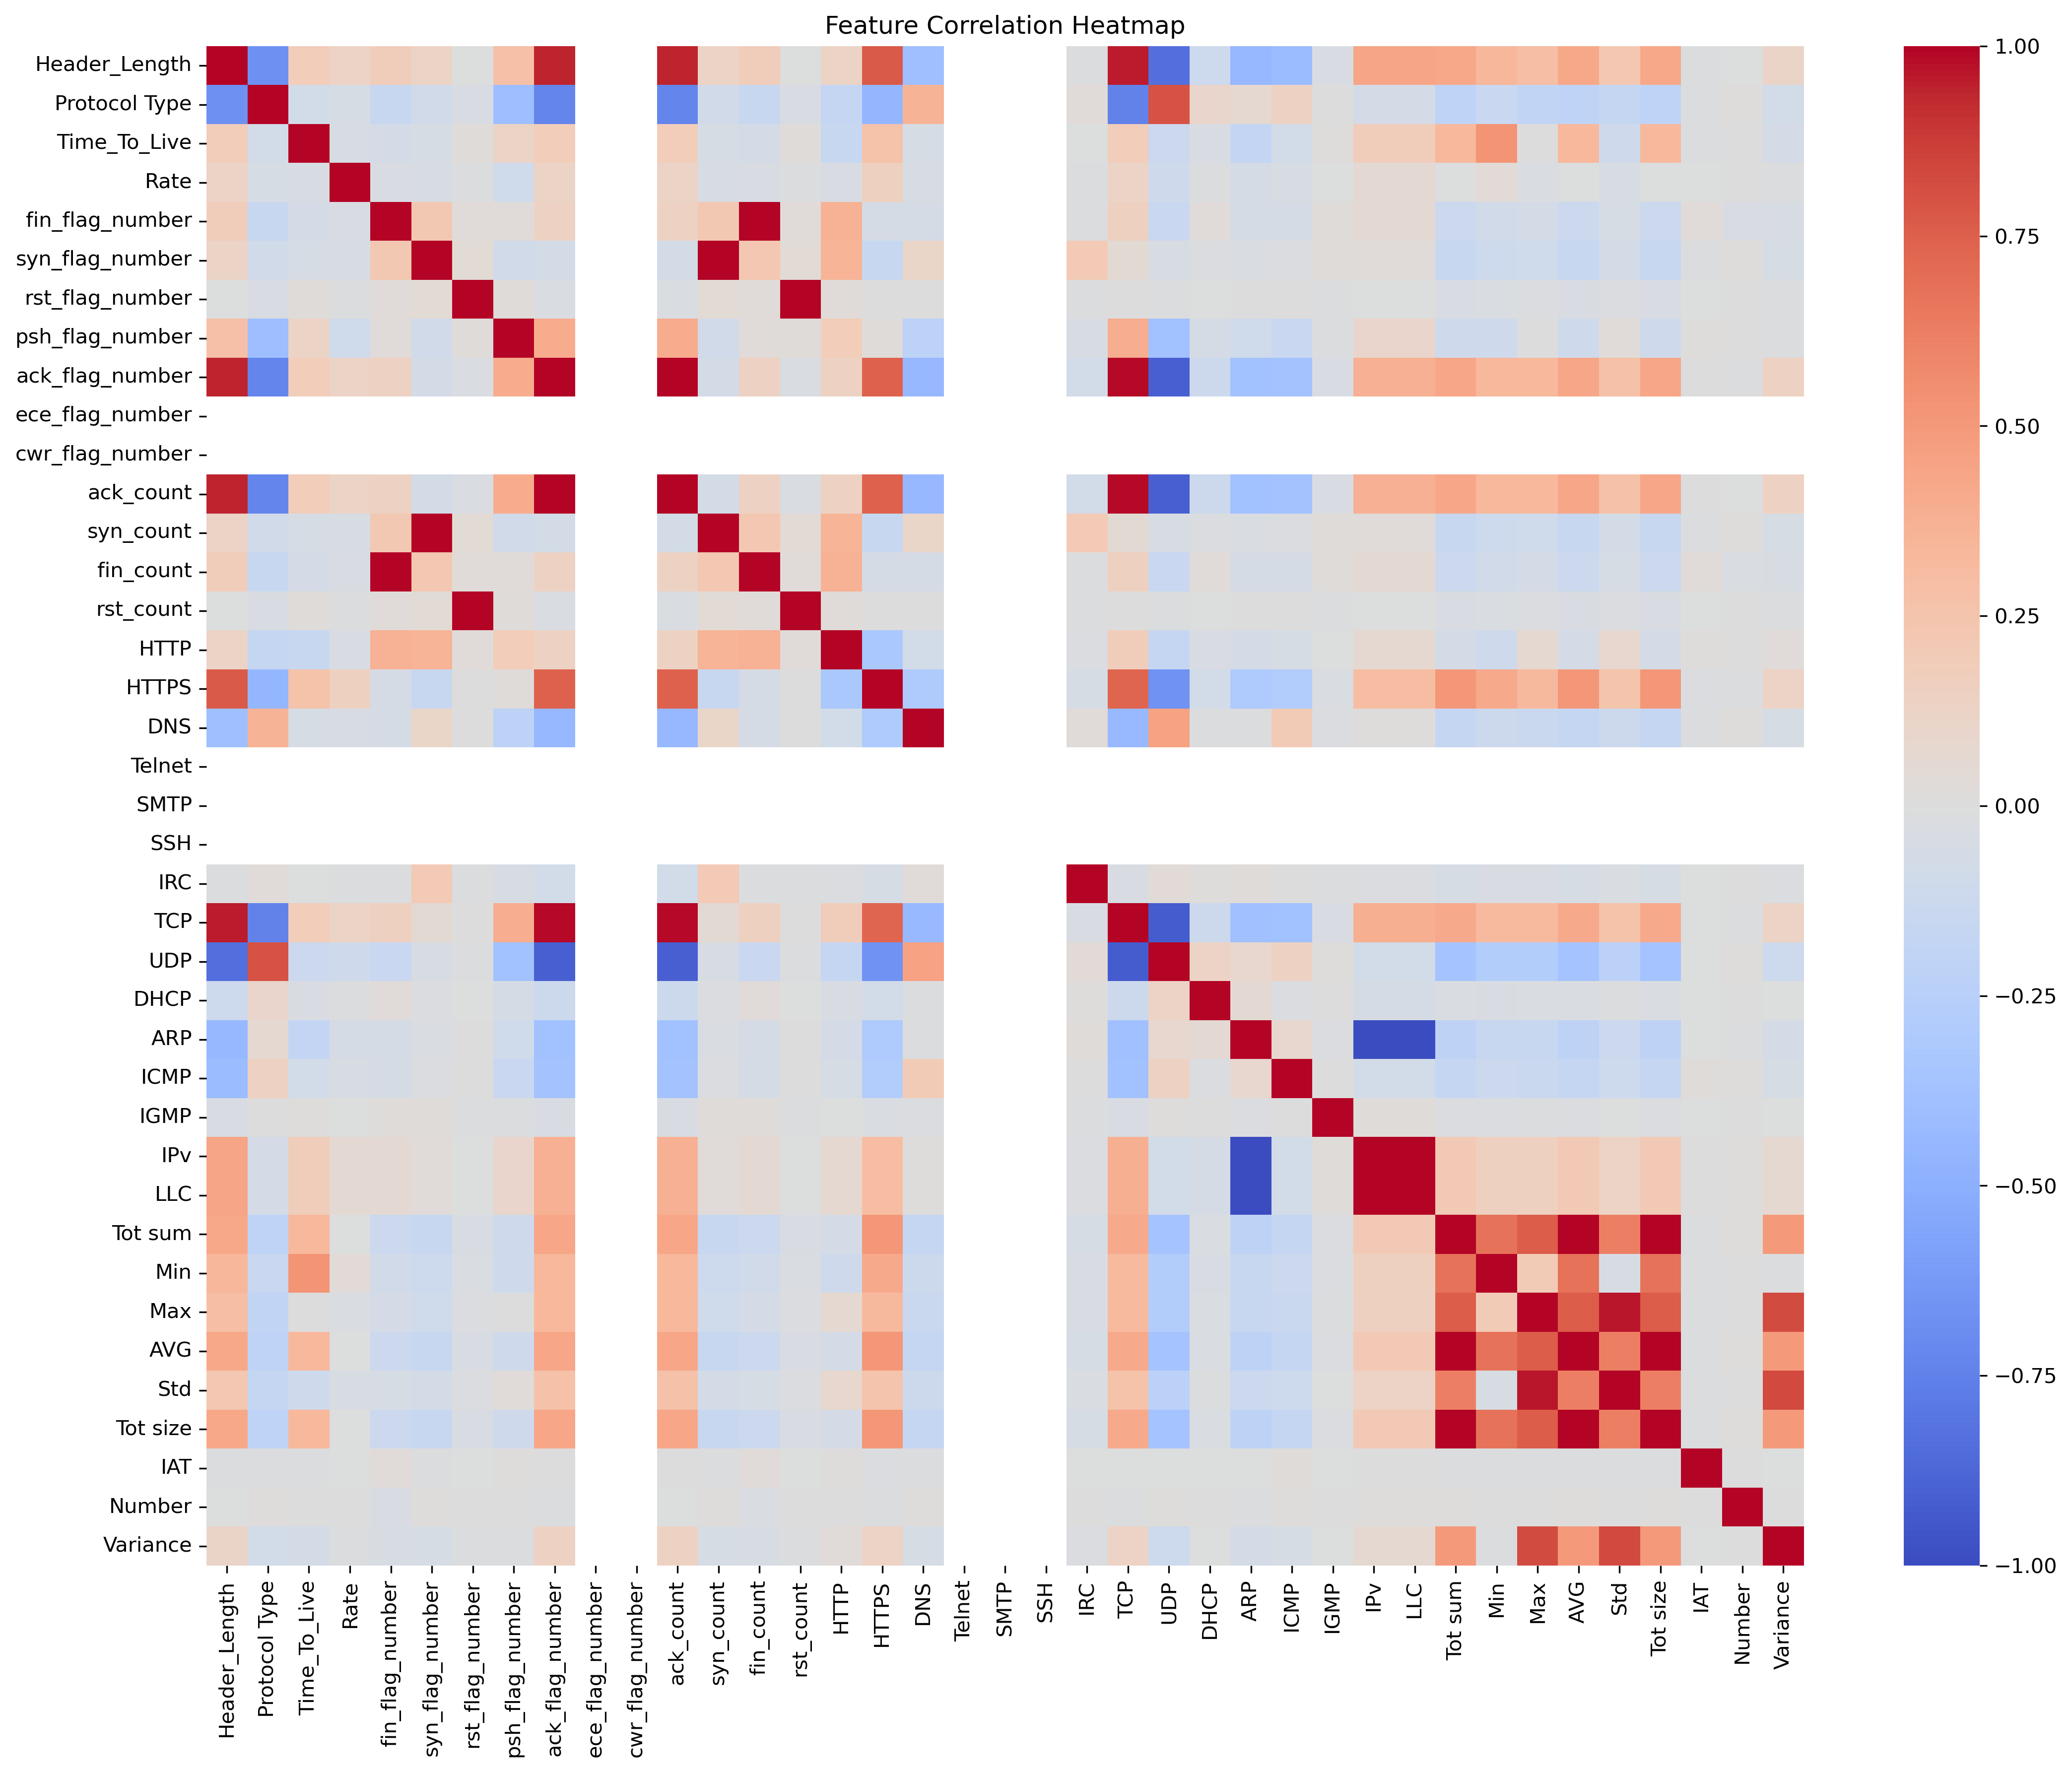 Feature Correlation Heatmap
Header_Length
Protocol Type
Time_To_Live
Rate
fin_flag_number
syn_flag_number
rst_flag_number
psh_flag_number
ack_flag_number
ece_flag_number
cwr_flag_number
ack_count
syn_count
fin_count
rst_count
HTTP
HTTPS
DNS
Telnet
SMTP
SSH
IRC
TCP
UDP
DHCP
ARP
ICMP
IGMP
IPv
LLC
Tot sum
Min
Max
AVG
Std
Tot size
IAT
Number
Variance
Header_Length
Protocol Type
Time_To_Live
Rate
fin_flag_number
syn_flag_number
rst_flag_number
psh_flag_number
ack_flag_number
ece_flag_number
cwr_flag_number
ack_count
syn_count
fin_count
rst_count
HTTP
HTTPS
DNS
Telnet
SMTP
SSH
IRC
TCP
UDP
DHCP
ARP
ICMP
IGMP
IPv
LLC
Tot sum
Min
Max
AVG
Std
Tot size
IAT
Number
Variance
1.00
0.75
0.50
0.25
0.00
−0.25
−0.50
−0.75
−1.00